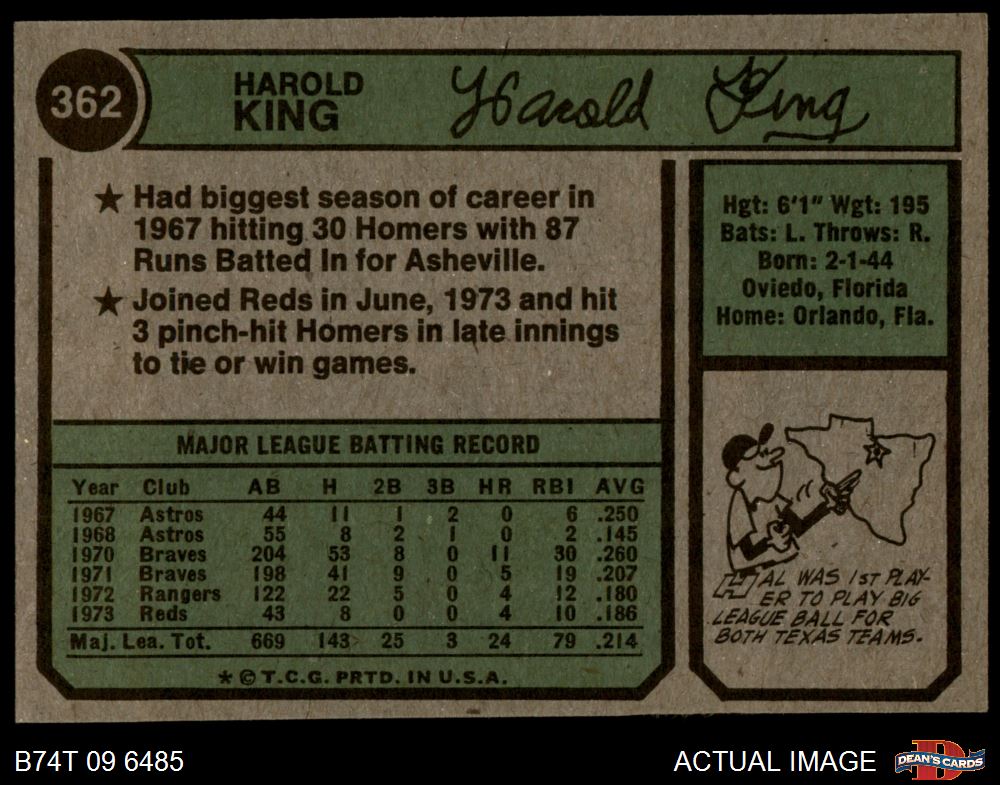 362
HAROLD
KING
Harold King
★ Had biggest season of career in
1967 hitting 30 Homers with 87
Runs Batted In for Asheville.
★ Joined Reds in June, 1973 and hit
3 pinch-hit Homers in late innings
to tie or win games.
Hgt: 6'1" Wgt: 195
Bats: L. Throws: R.
Born: 2-1-44
Oviedo, Florida
Home: Orlando, Fla.
MAJOR LEAGUE BATTING RECORD
Year Club AB H 2B 3B HR RBI AVG
1967 Astros 44 11 1 2 0 6 .250
1968 Astros 55 8 2 1 0 2 .145
1970 Braves 204 53 8 0 11 30 .260
1971 Braves 198 41 9 0 5 19 .207
1972 Rangers 122 22 5 0 4 12 .180
1973 Reds 43 8 0 0 4 10 .186
Maj. Lea. Tot. 669 143 25 3 24 79 .214
* © T.C.G. PRTD. IN U.S.A.
HAL WAS 1ST PLAY-
ER TO PLAY BIG
LEAGUE BALL FOR
BOTH TEXAS TEAMS.
B74T 09 6485
ACTUAL IMAGE
DEAN'S CARDS